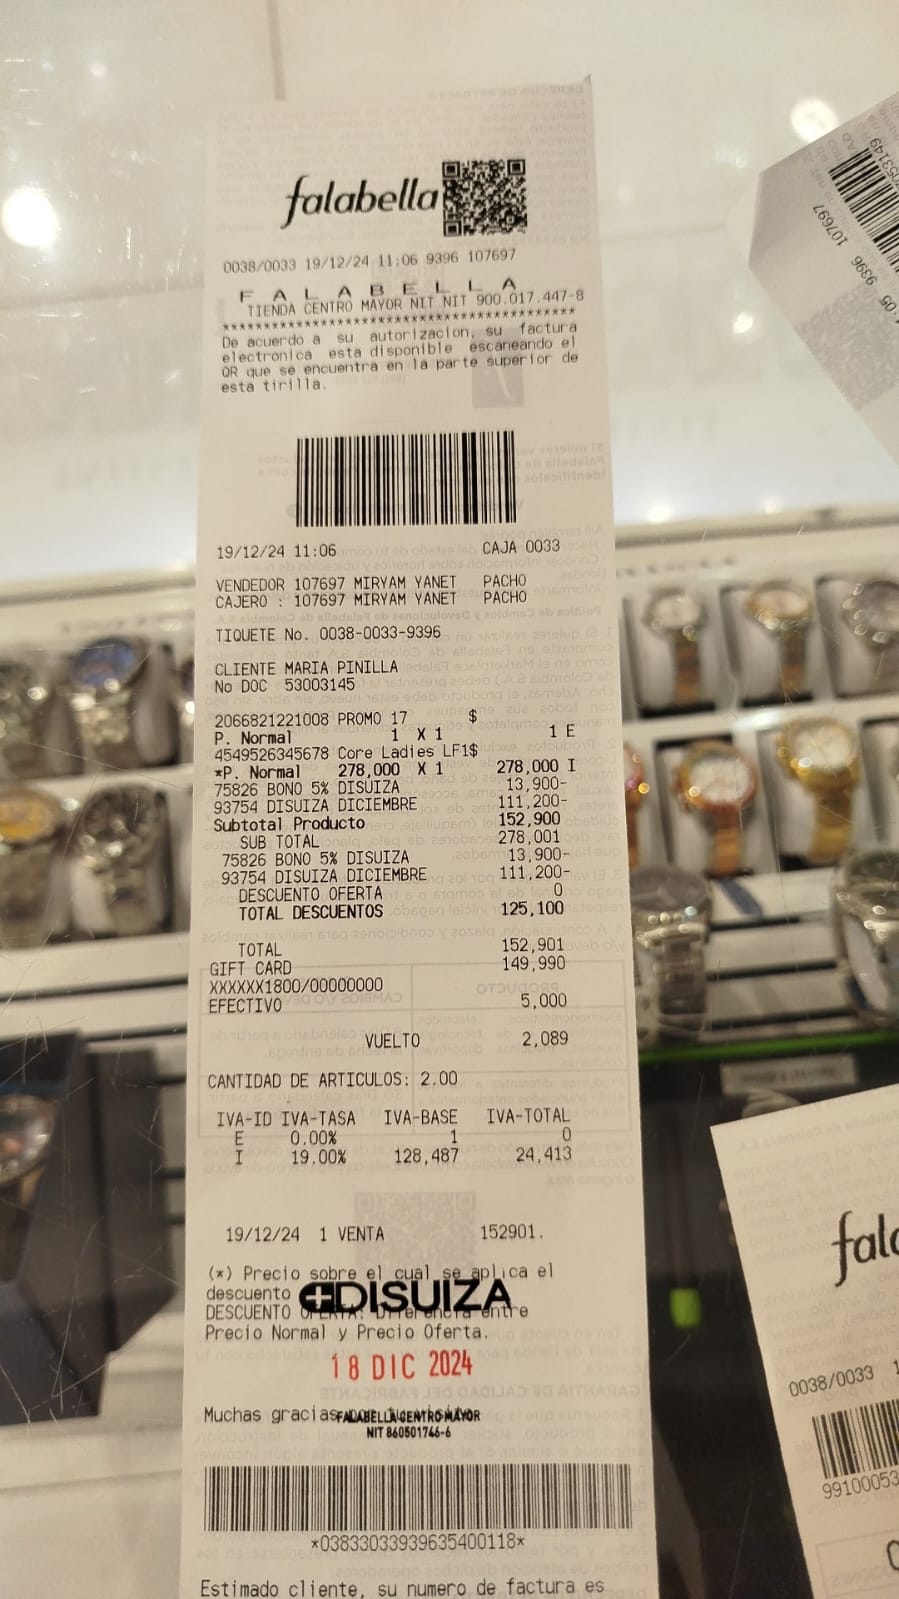 falabella
0038/0033 19/12/24 11:06 9396 107697
F A L A B E L L A
TIENDA CENTRO MAYOR NIT NIT 900.017.447-8
****************************************
De acuerdo a su autorizacion, su factura
electronica esta disponible escaneando el
QR que se encuentra en la parte superior de
esta tirilla.
19/12/24 11:06 CAJA 0033
VENDEDOR 107697 MIRYAM YANET PACHO
CAJERO : 107697 MIRYAM YANET PACHO
TIQUETE No. 0038-0033-9396
CLIENTE MARIA PINILLA
No DOC 53003145
2066821221008 PROMO 17 $
P. Normal 1 X 1 1 E
4549526345678 Core Ladies LF1$
*P. Normal 278,000 X 1 278,000 I
75826 BONO 5% DISUIZA 13,900-
93754 DISUIZA DICIEMBRE 111,200-
Subtotal Producto 152,900
SUB TOTAL 278,001
75826 BONO 5% DISUIZA 13,900-
93754 DISUIZA DICIEMBRE 111,200-
DESCUENTO OFERTA 0
TOTAL DESCUENTOS 125,100
TOTAL 152,901
GIFT CARD 149,990
XXXXXX1800/00000000
EFECTIVO 5,000
VUELTO 2,089
CANTIDAD DE ARTICULOS: 2.00
IVA-ID IVA-TASA IVA-BASE IVA-TOTAL
E 0.00% 1 0
I 19.00% 128,487 24,413
19/12/24 1 VENTA 152901.
(*) Precio sobre el cual se aplica el
descuento
DISUIZA
DESCUENTO OFERTA: Diferencia entre
Precio Normal y Precio Oferta.
18 DIC 2024
Muchas gracias
FALABELLA CENTRO MAYOR
NIT 860501746-6
*03833033939635400118*
Estimado cliente, su numero de factura es
9396 107697
fala
0038/0033 1
99100053